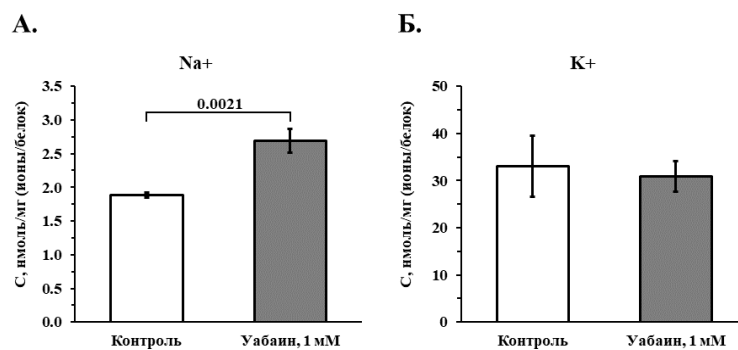 А.
Na+
С, нмоль/мг (ионы/белок)
3.5
3.0
2.5
2.0
1.5
1.0
0.5
0.0
0.0021
Контроль
Уабаин, 1 мМ
Б.
K+
С, нмоль/мг (ионы/белок)
50
40
30
20
10
0
Контроль
Уабаин, 1 мМ